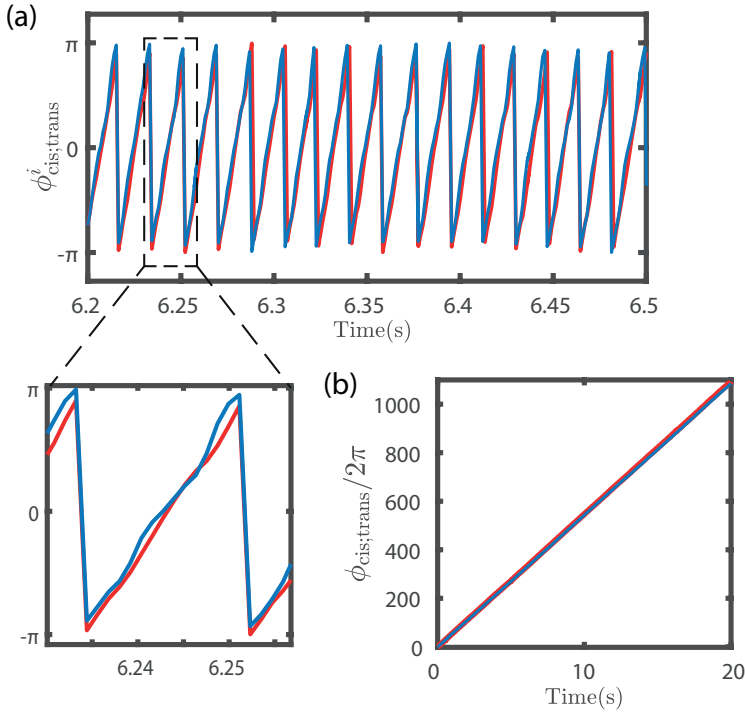 (a)
π
0
-π
ϕ^i_cis;trans
6.2 6.25 6.3 6.35 6.4 6.45 6.5
Time(s)
π
0
-π
6.24 6.25
(b)
1000
800
600
400
200
0
ϕ_cis;trans/2π
0 10 20
Time(s)